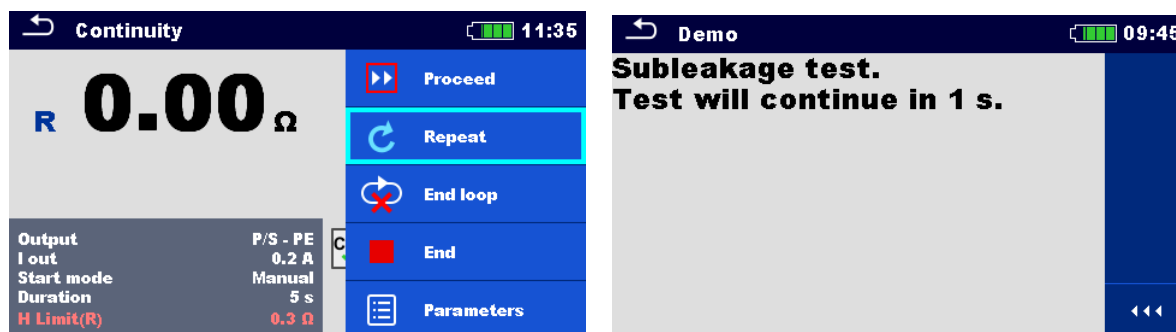 Continuity 11:35
R 0.00 Ω
Proceed
Repeat
End loop
End
Parameters
Output P/S - PE
I out 0.2 A
Start mode Manual
Duration 5 s
H Limit(R) 0.3 Ω
C
Demo 09:45
Subleakage test.
Test will continue in 1 s.